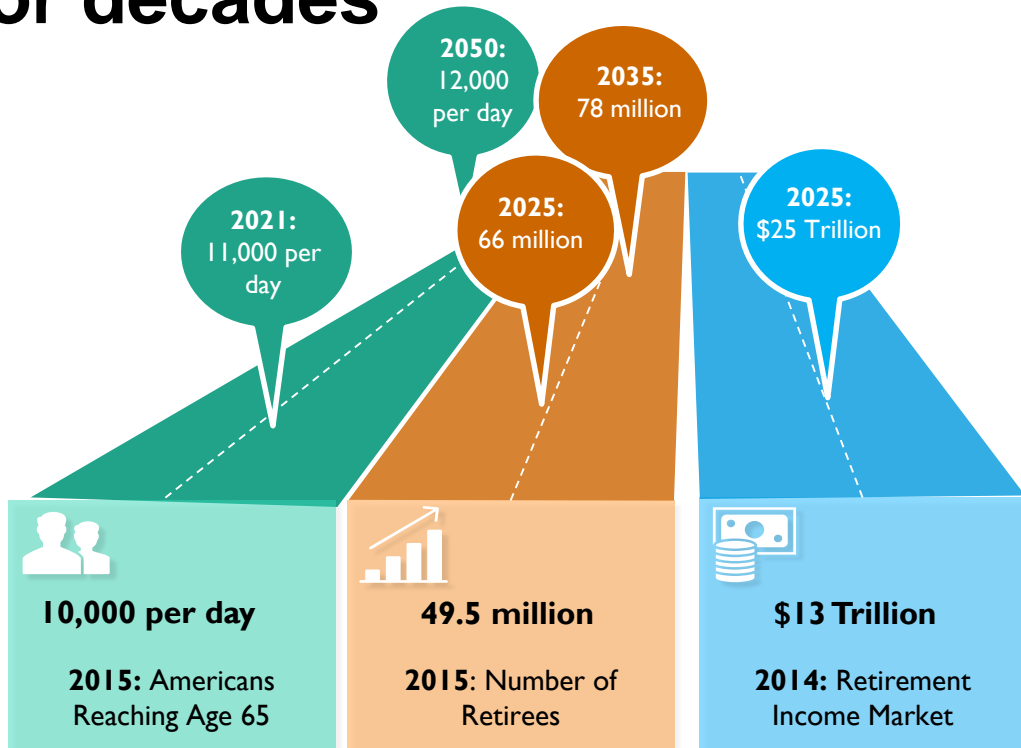 or decades
2050:
12,000
per day
2035:
78 million
2021:
11,000 per
day
2025:
66 million
2025:
$25 Trillion
10,000 per day
2015: Americans
Reaching Age 65
49.5 million
2015: Number of
Retirees
$13 Trillion
2014: Retirement
Income Market